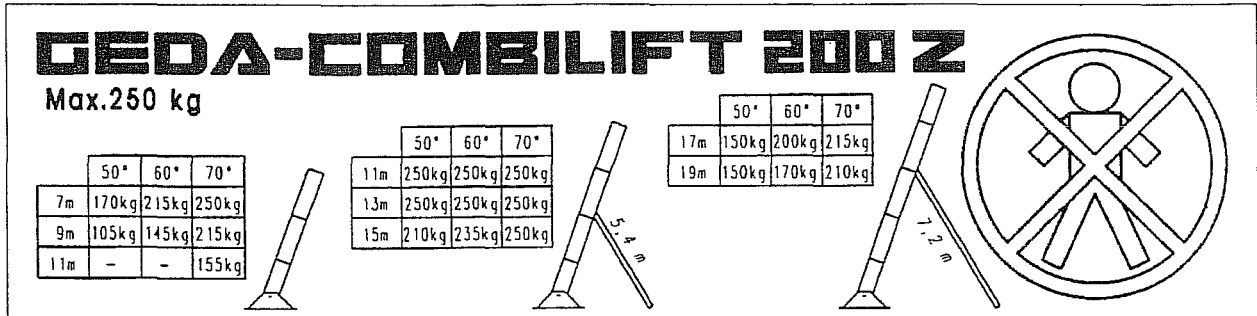 GEDA-COMBILIFT 200 Z
Max.250 kg
50° 60° 70°
7m 170kg 215kg 250kg
9m 105kg 145kg 215kg
11m - - 155kg
50° 60° 70°
11m 250kg 250kg 250kg
13m 250kg 250kg 250kg
15m 210kg 235kg 250kg
5,4 m
50° 60° 70°
17m 150kg 200kg 215kg
19m 150kg 170kg 210kg
7,2 m